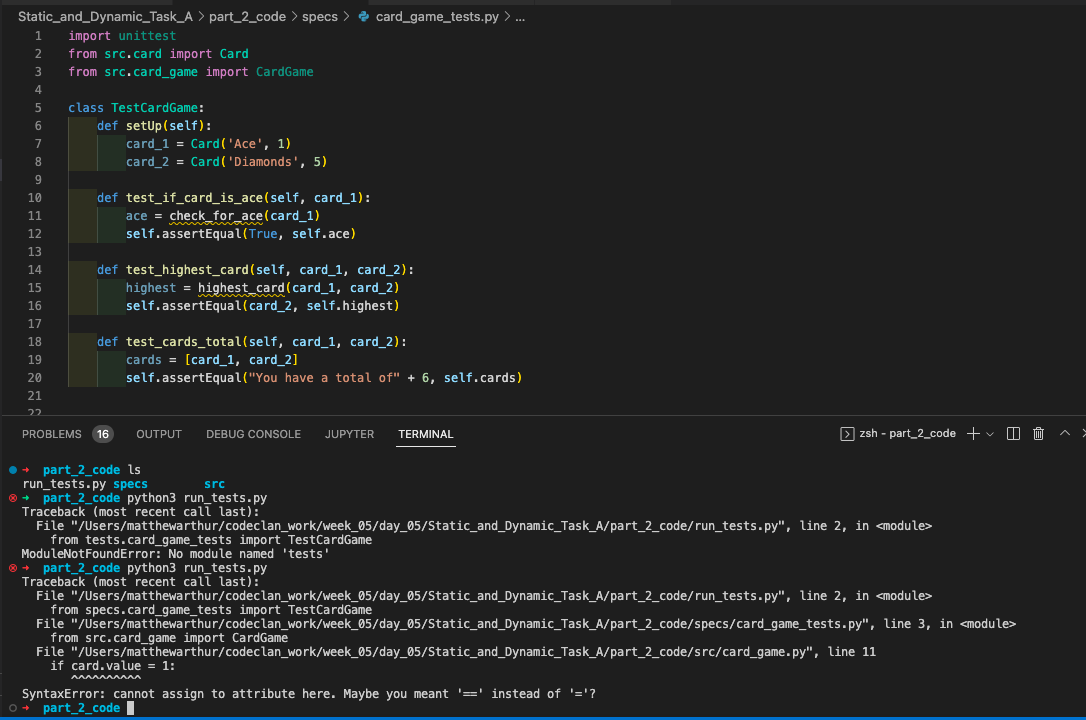 Static_and_Dynamic_Task_A > part_2_code > specs > card_game_tests.py > ...
1 import unittest
2 from src.card import Card
3 from src.card_game import CardGame
4
5 class TestCardGame:
6 def setUp(self):
7 card_1 = Card('Ace', 1)
8 card_2 = Card('Diamonds', 5)
9
10 def test_if_card_is_ace(self, card_1):
11 ace = check_for_ace(card_1)
12 self.assertEqual(True, self.ace)
13
14 def test_highest_card(self, card_1, card_2):
15 highest = highest_card(card_1, card_2)
16 self.assertEqual(card_2, self.highest)
17
18 def test_cards_total(self, card_1, card_2):
19 cards = [card_1, card_2]
20 self.assertEqual("You have a total of" + 6, self.cards)
21
22
PROBLEMS 16 OUTPUT DEBUG CONSOLE JUPYTER TERMINAL zsh - part_2_code
→ part_2_code ls
run_tests.py specs src
→ part_2_code python3 run_tests.py
Traceback (most recent call last):
File "/Users/matthewarthur/codeclan_work/week_05/day_05/Static_and_Dynamic_Task_A/part_2_code/run_tests.py", line 2, in <module>
from tests.card_game_tests import TestCardGame
ModuleNotFoundError: No module named 'tests'
→ part_2_code python3 run_tests.py
Traceback (most recent call last):
File "/Users/matthewarthur/codeclan_work/week_05/day_05/Static_and_Dynamic_Task_A/part_2_code/run_tests.py", line 2, in <module>
from specs.card_game_tests import TestCardGame
File "/Users/matthewarthur/codeclan_work/week_05/day_05/Static_and_Dynamic_Task_A/part_2_code/specs/card_game_tests.py", line 3, in <module>
from src.card_game import CardGame
File "/Users/matthewarthur/codeclan_work/week_05/day_05/Static_and_Dynamic_Task_A/part_2_code/src/card_game.py", line 11
if card.value = 1:
^^^^^^^^^^
SyntaxError: cannot assign to attribute here. Maybe you meant '==' instead of '='?
→ part_2_code